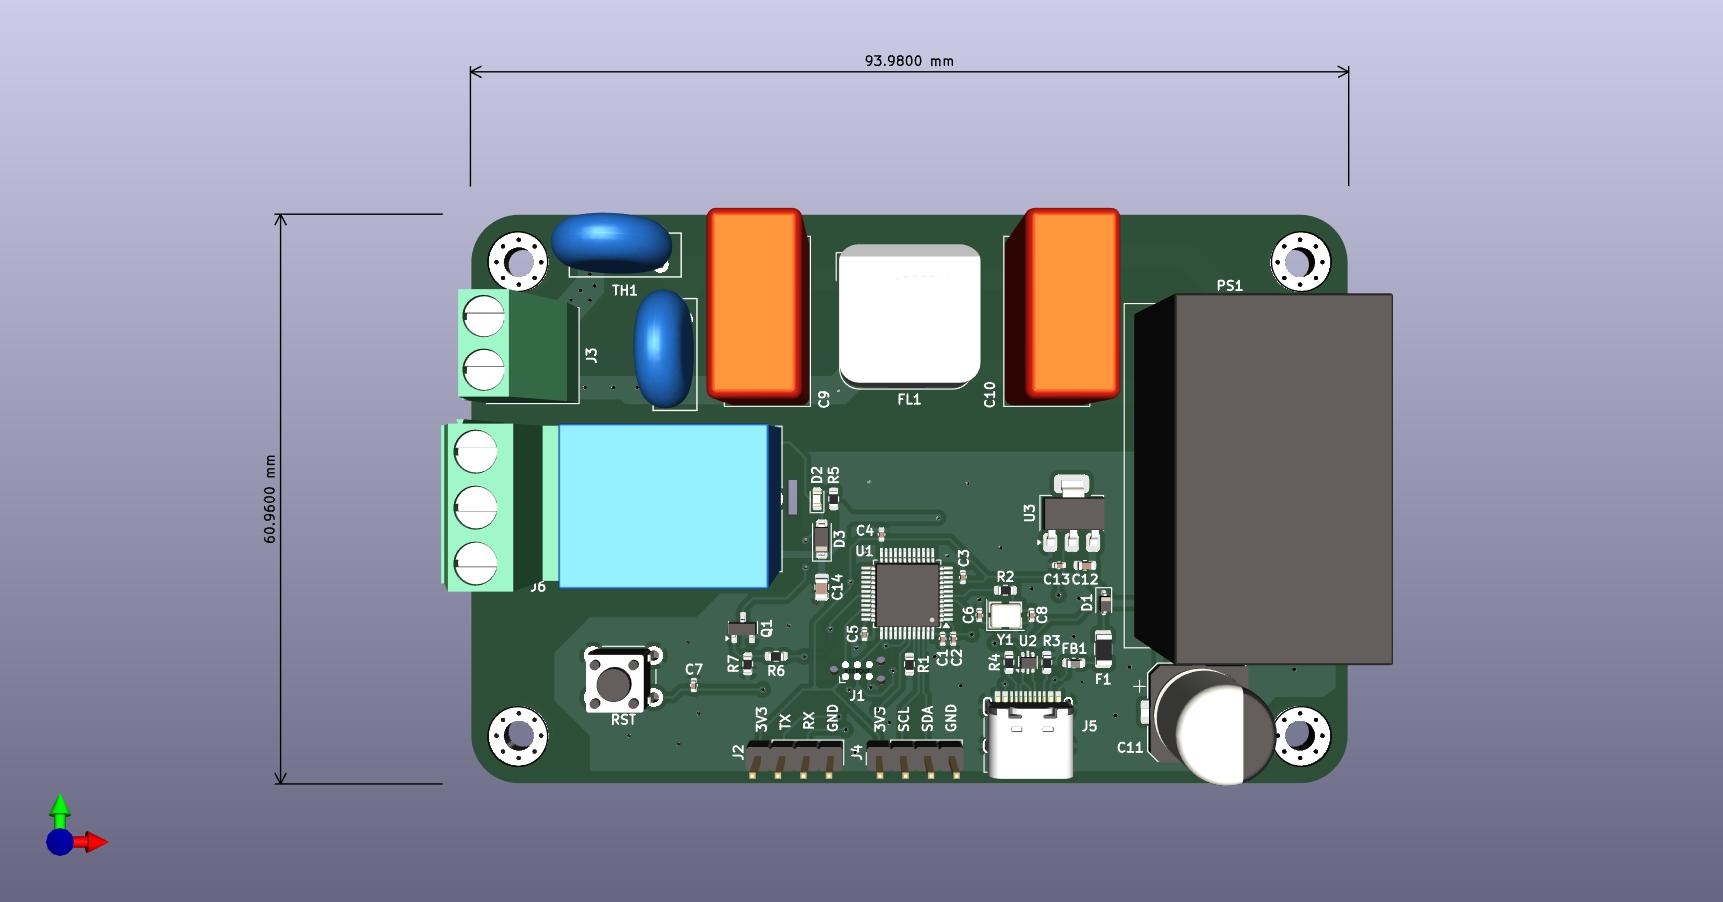 93.9800 mm
60.9600 mm
PS1
TH1
J3
C9
FL1
C10
D2
R5
U3
C4
D3
U1
C3
C13
C12
R2
J6
C14
D1
C6
C8
Q1
C5
Y1
U2
R3
FB1
R7
R6
C1
C2
R1
R4
C7
F1
J1
+
RST
3V3
TX
RX
GND
3V3
SCL
SDA
GND
J5
J2
J4
C11